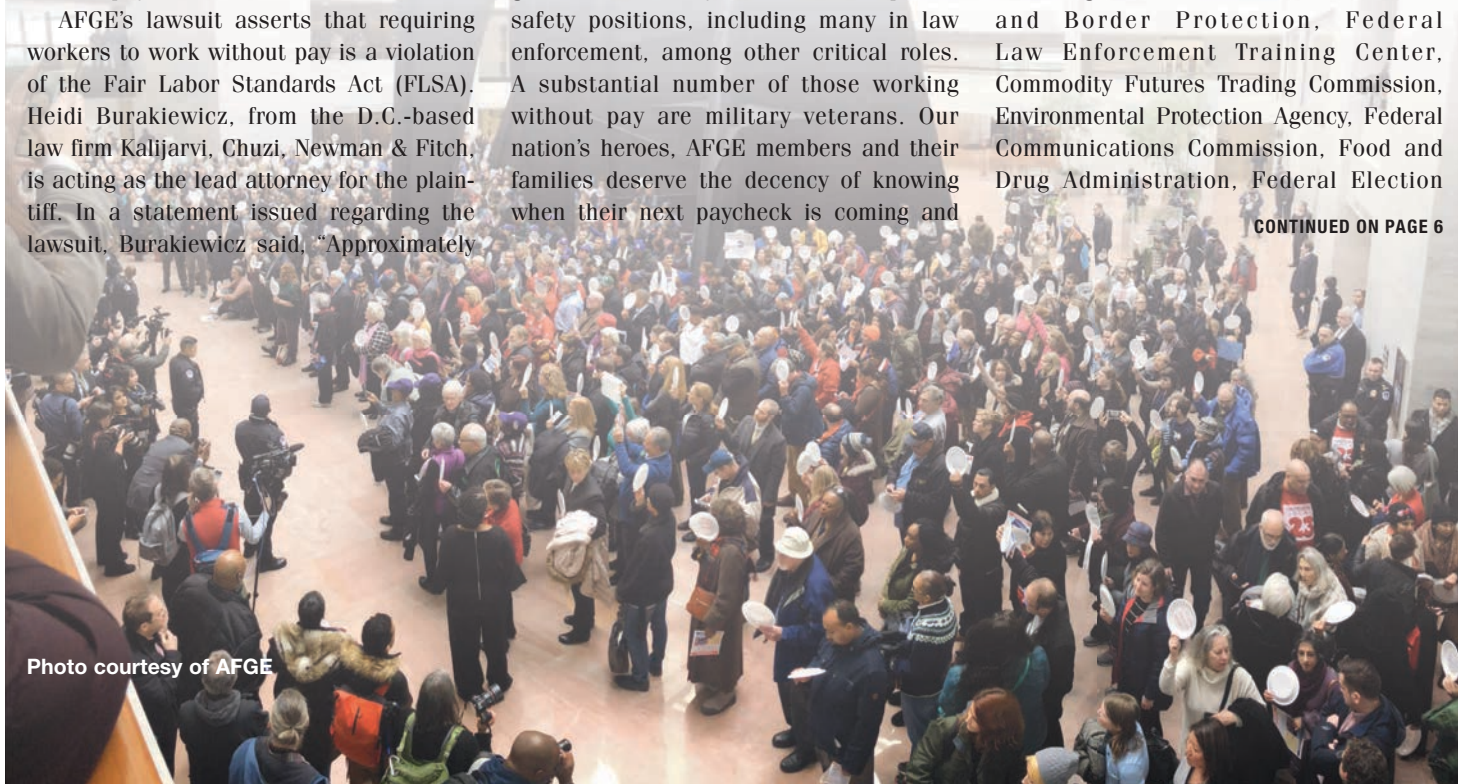 AFGE's lawsuit asserts that requiring
workers to work without pay is a violation
of the Fair Labor Standards Act (FLSA).
Heidi Burakiewicz, from the D.C.-based
law firm Kalijarvi, Chuzi, Newman & Fitch,
is acting as the lead attorney for the plain-
tiff. In a statement issued regarding the
lawsuit, Burakiewicz said, “Approximately
safety positions, including many in law
enforcement, among other critical roles.
A substantial number of those working
without pay are military veterans. Our
nation's heroes, AFGE members and their
families deserve the decency of knowing
when their next paycheck is coming and
and Border Protection, Federal
Law Enforcement Training Center,
Commodity Futures Trading Commission,
Environmental Protection Agency, Federal
Communications Commission, Food and
Drug Administration, Federal Election
CONTINUED ON PAGE 6
23
Photo courtesy of AFGE